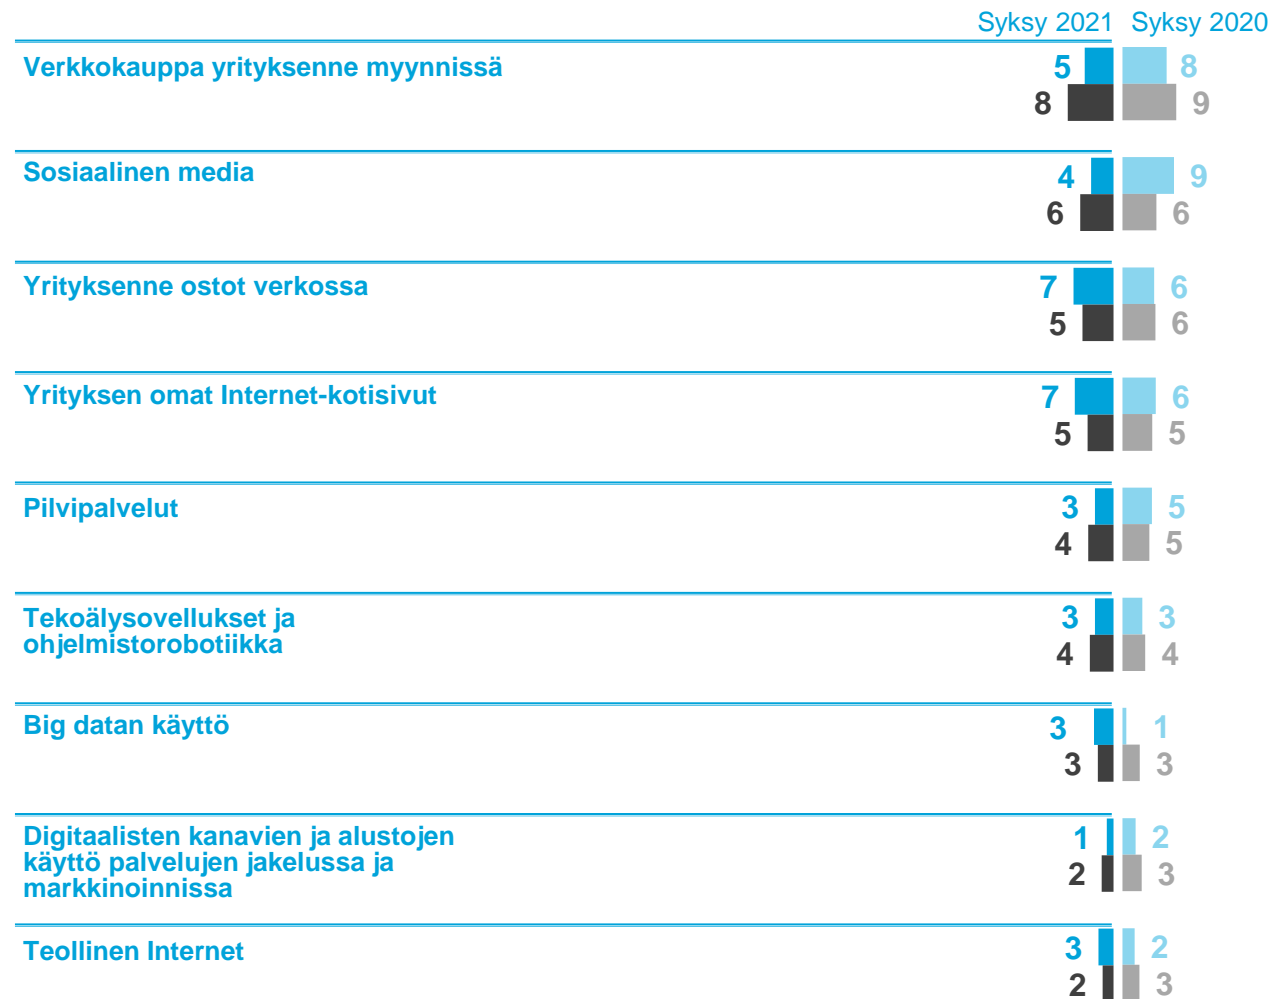 Syksy 2021 Syksy 2020
Verkkokauppa yrityksenne myynnissä
5 8
8 9
Sosiaalinen media
4 9
6 6
Yrityksenne ostot verkossa
7 6
5 6
Yrityksen omat Internet-kotisivut
7 6
5 5
Pilvipalvelut
3 5
4 5
Tekoälysovellukset ja
ohjelmistorobotiikka
3 3
4 4
Big datan käyttö
3 1
3 3
Digitaalisten kanavien ja alustojen
käyttö palvelujen jakelussa ja
markkinoinnissa
1 2
2 3
Teollinen Internet
3 2
2 3